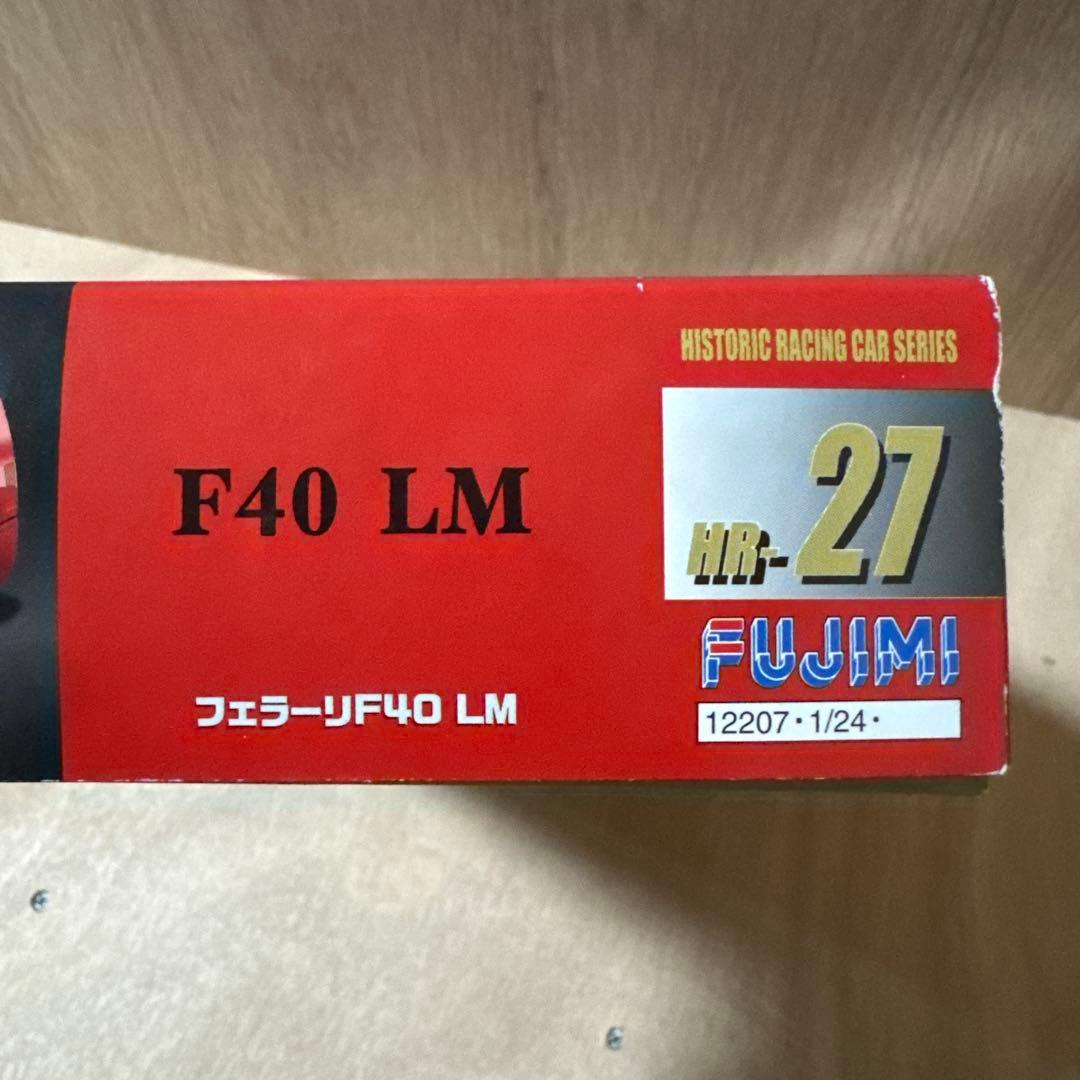 HISTORIC RACING CAR SERIES
F40 LM
HR-27
FUJIMI
フェラーリF40 LM
12207・1/24・